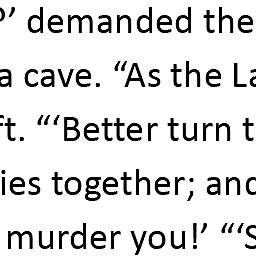 ?’ demanded the
a cave. “As the La
ft. “‘Better turn t
ies together; and
murder you!’ “‘S